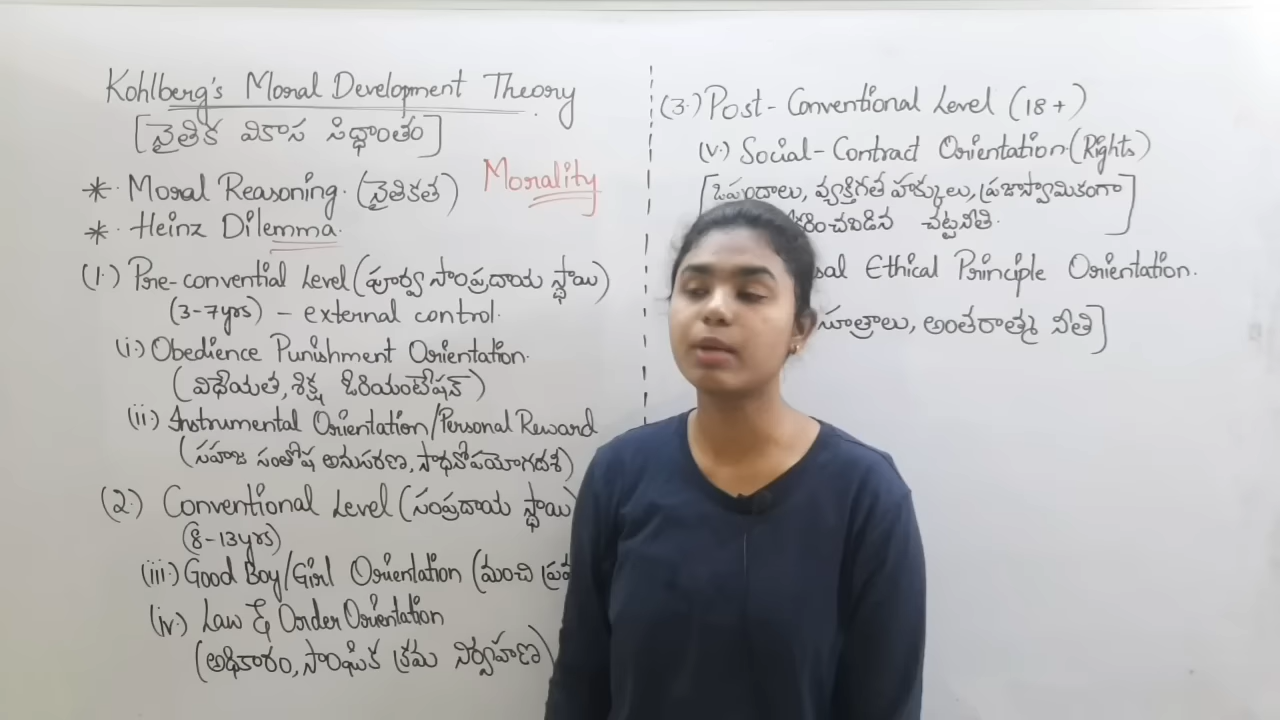 Kohlberg's Moral Development Theory
[నైతిక వికాస సిద్ధాంతం]
* Moral Reasoning. (నైతికత)
Morality
* Heinz Dilemma.
(1.) Pre-convential Level (పూర్వ సాంప్రదాయ స్థాయి)
(3-7yrs) - external control.
(i.) Obedience Punishment Orientation.
(విధేయత, శిక్ష ఓరియంటేషన్)
(ii.) Instrumental Orientation/Personal Reward
(సహజ సంతోష అనుసరణ, సాధనోపయోగదశ)
(2.) Conventional Level (సంప్రదాయ స్థాయి)
(8-13yrs)
(iii.) Good Boy/Girl Orientation (మంచి
(iv.) Law & Order Orientation
(అధికారం, సాంఘిక క్రమ నిర్వహణ)
(3.) Post-Conventional Level (18+)
(v.) Social-Contract Orientation (Rights)
[ఒప్పందాలు, వ్యక్తిగత హక్కులు, ప్రజాస్వామికంగా
చట్టనీతి.
Ethical Principle Orientation.
సూత్రాలు, అంతరాత్మ నీతి]